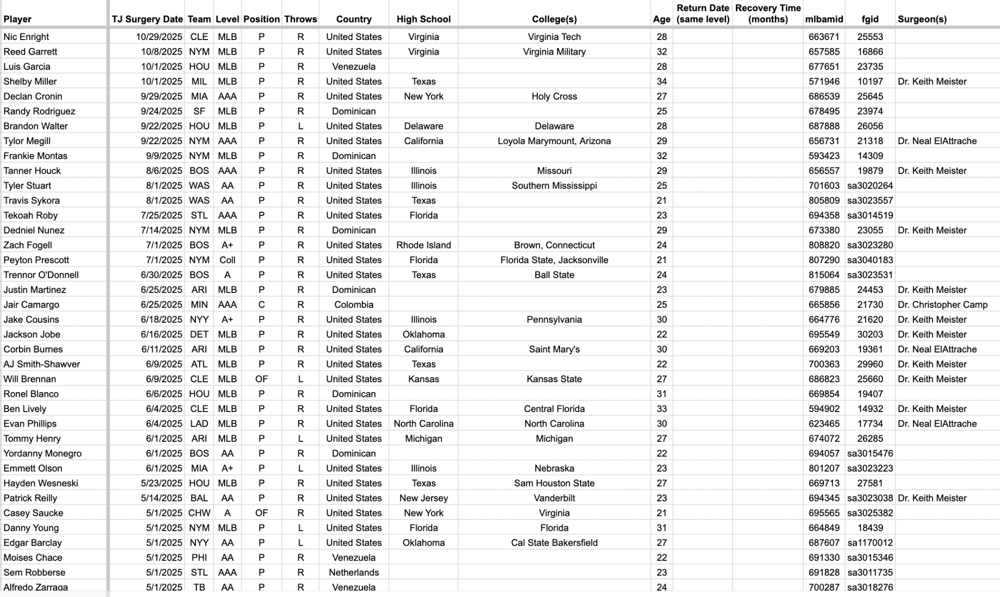 Player TJ Surgery Date Team Level Position Throws Country High School College(s) Age Return Date (same level) Recovery Time (months) mlbamid fgid Surgeon(s)
Nic Enright 10/29/2025 CLE MLB P R United States Virginia Virginia Tech 28 663671 25553
Reed Garrett 10/8/2025 NYM MLB P R United States Virginia Virginia Military 32 657585 16866
Luis Garcia 10/1/2025 HOU MLB P R Venezuela 28 677651 23735
Shelby Miller 10/1/2025 MIL MLB P R United States Texas 34 571946 10197 Dr. Keith Meister
Declan Cronin 9/29/2025 MIA AAA P R United States New York Holy Cross 27 686539 25645
Randy Rodriguez 9/24/2025 SF MLB P R Dominican 25 678495 23974
Brandon Walter 9/22/2025 HOU MLB P L United States Delaware Delaware 28 687888 26056
Tylor Megill 9/22/2025 NYM AAA P R United States California Loyola Marymount, Arizona 29 656731 21318 Dr. Neal ElAttrache
Frankie Montas 9/9/2025 NYM MLB P R Dominican 32 593423 14309
Tanner Houck 8/6/2025 BOS AAA P R United States Illinois Missouri 29 656557 19879 Dr. Keith Meister
Tyler Stuart 8/1/2025 WAS AA P R United States Illinois Southern Mississippi 25 701603 sa3020264
Travis Sykora 8/1/2025 WAS AA P R United States Texas 21 805809 sa3023557
Tekoah Roby 7/25/2025 STL AAA P R United States Florida 23 694358 sa3014519
Dedniel Nunez 7/14/2025 NYM MLB P R Dominican 29 673380 23055 Dr. Keith Meister
Zach Fogell 7/1/2025 BOS A+ P R United States Rhode Island Brown, Connecticut 24 808820 sa3023280
Peyton Prescott 7/1/2025 NYM Coll P R United States Florida Florida State, Jacksonville 21 807290 sa3040183
Trennor O'Donnell 6/30/2025 BOS A P R United States Texas Ball State 24 815064 sa3023531
Justin Martinez 6/25/2025 ARI MLB P R Dominican 23 679885 24453 Dr. Keith Meister
Jair Camargo 6/25/2025 MIN AAA C R Colombia 25 665856 21730 Dr. Christopher Camp
Jake Cousins 6/18/2025 NYY A+ P R United States Illinois Pennsylvania 30 664776 21620 Dr. Keith Meister
Jackson Jobe 6/16/2025 DET MLB P R United States Oklahoma 22 695549 30203 Dr. Keith Meister
Corbin Burnes 6/11/2025 ARI MLB P R United States California Saint Mary's 30 669203 19361 Dr. Neal ElAttrache
AJ Smith-Shawver 6/9/2025 ATL MLB P R United States Texas 22 700363 29960 Dr. Keith Meister
Will Brennan 6/9/2025 CLE MLB OF L United States Kansas Kansas State 27 686823 25660 Dr. Keith Meister
Ronel Blanco 6/6/2025 HOU MLB P R Dominican 31 669854 19407
Ben Lively 6/4/2025 CLE MLB P R United States Florida Central Florida 33 594902 14932 Dr. Keith Meister
Evan Phillips 6/4/2025 LAD MLB P R United States North Carolina North Carolina 30 623465 17734 Dr. Neal ElAttrache
Tommy Henry 6/1/2025 ARI MLB P L United States Michigan Michigan 27 674072 26285
Yordanny Monegro 6/1/2025 BOS AA P R Dominican 22 694057 sa3015476
Emmett Olson 6/1/2025 MIA A+ P L United States Illinois Nebraska 23 801207 sa3023223
Hayden Wesneski 5/23/2025 HOU MLB P R United States Texas Sam Houston State 27 669713 27581
Patrick Reilly 5/14/2025 BAL AA P R United States New Jersey Vanderbilt 23 694345 sa3023038 Dr. Keith Meister
Casey Saucke 5/1/2025 CHW A OF R United States New York Virginia 21 695565 sa3025382
Danny Young 5/1/2025 NYM MLB P L United States Florida Florida 31 664849 18439
Edgar Barclay 5/1/2025 NYY AA P L United States Oklahoma Cal State Bakersfield 27 687607 sa1170012
Moises Chace 5/1/2025 PHI AA P R Venezuela 22 691330 sa3015346
Sem Robberse 5/1/2025 STL AAA P R Netherlands 23 691828 sa3011735
Alfredo Zarraga 5/1/2025 TB AA P R Venezuela 24 700287 sa3018276